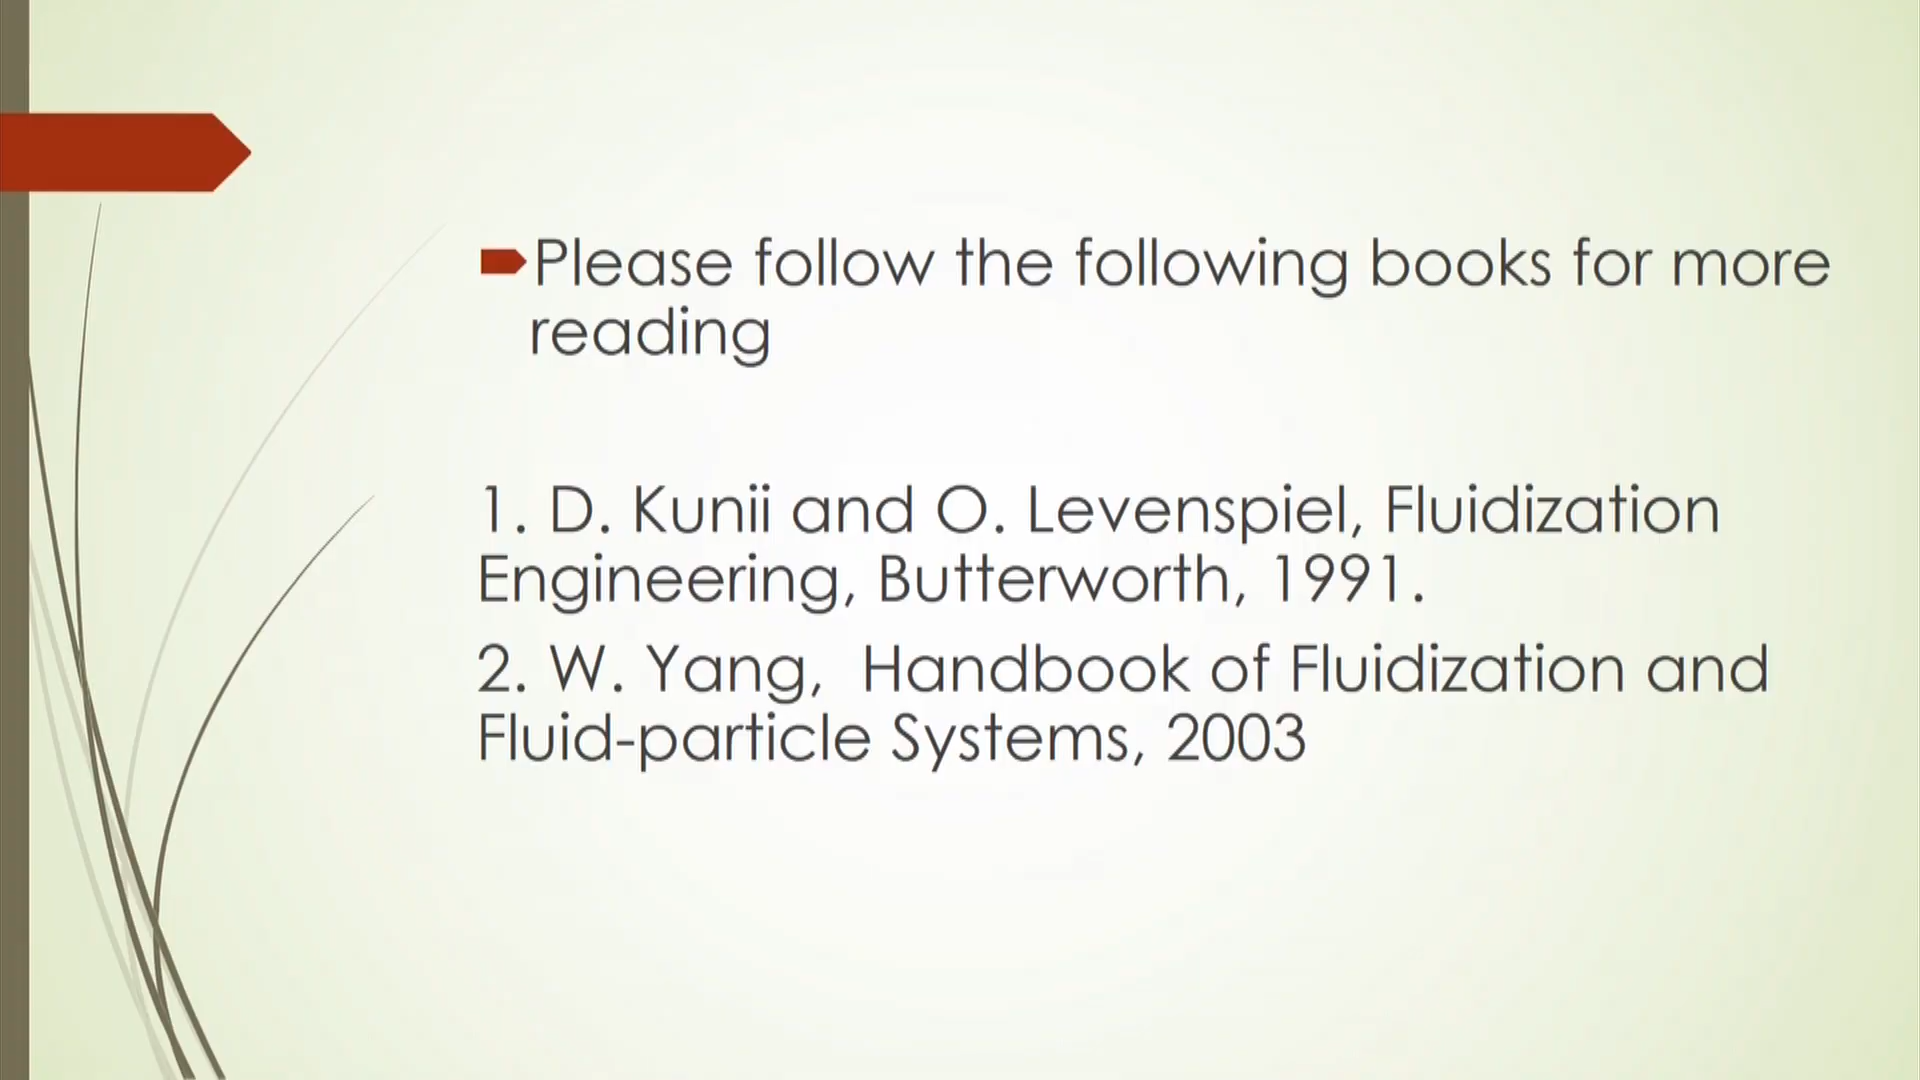 Please follow the following books for more
reading
1. D. Kunii and O. Levenspiel, Fluidization
Engineering, Butterworth, 1991.
2. W. Yang,  Handbook of Fluidization and
Fluid-particle Systems, 2003